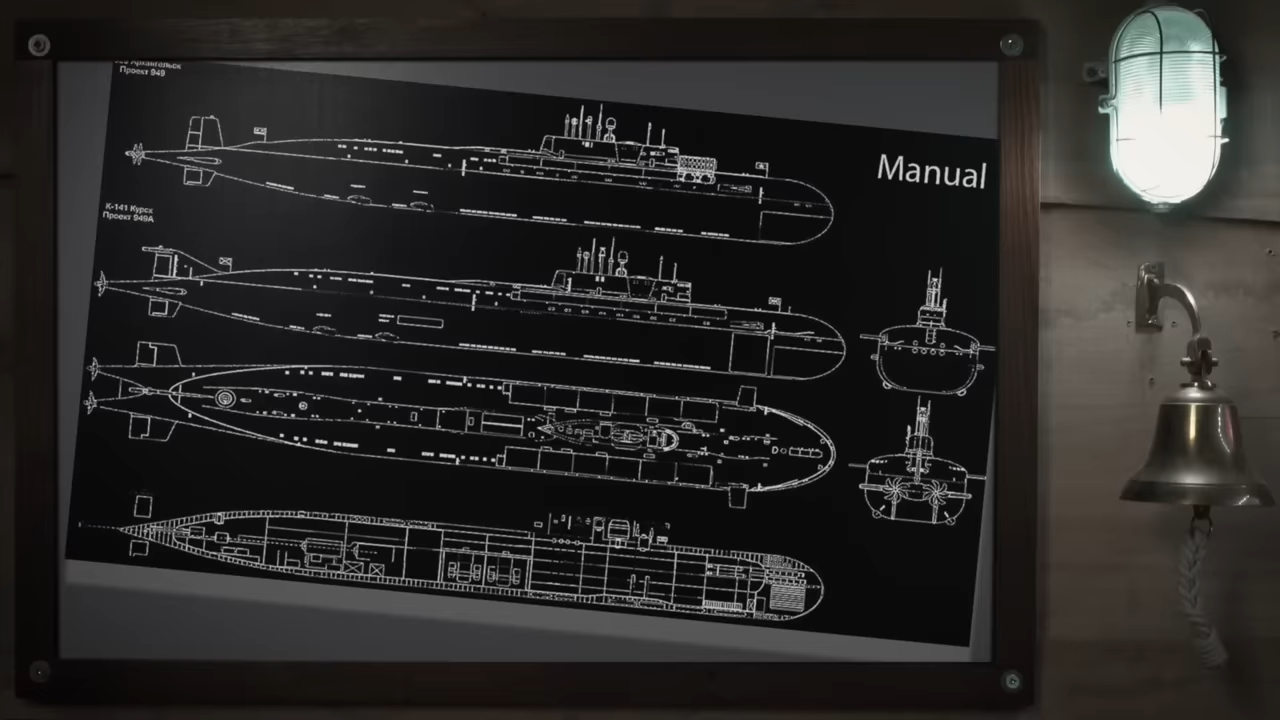 Архангельск
Проект 949
Manual
К-141 Курск
Проект 949А